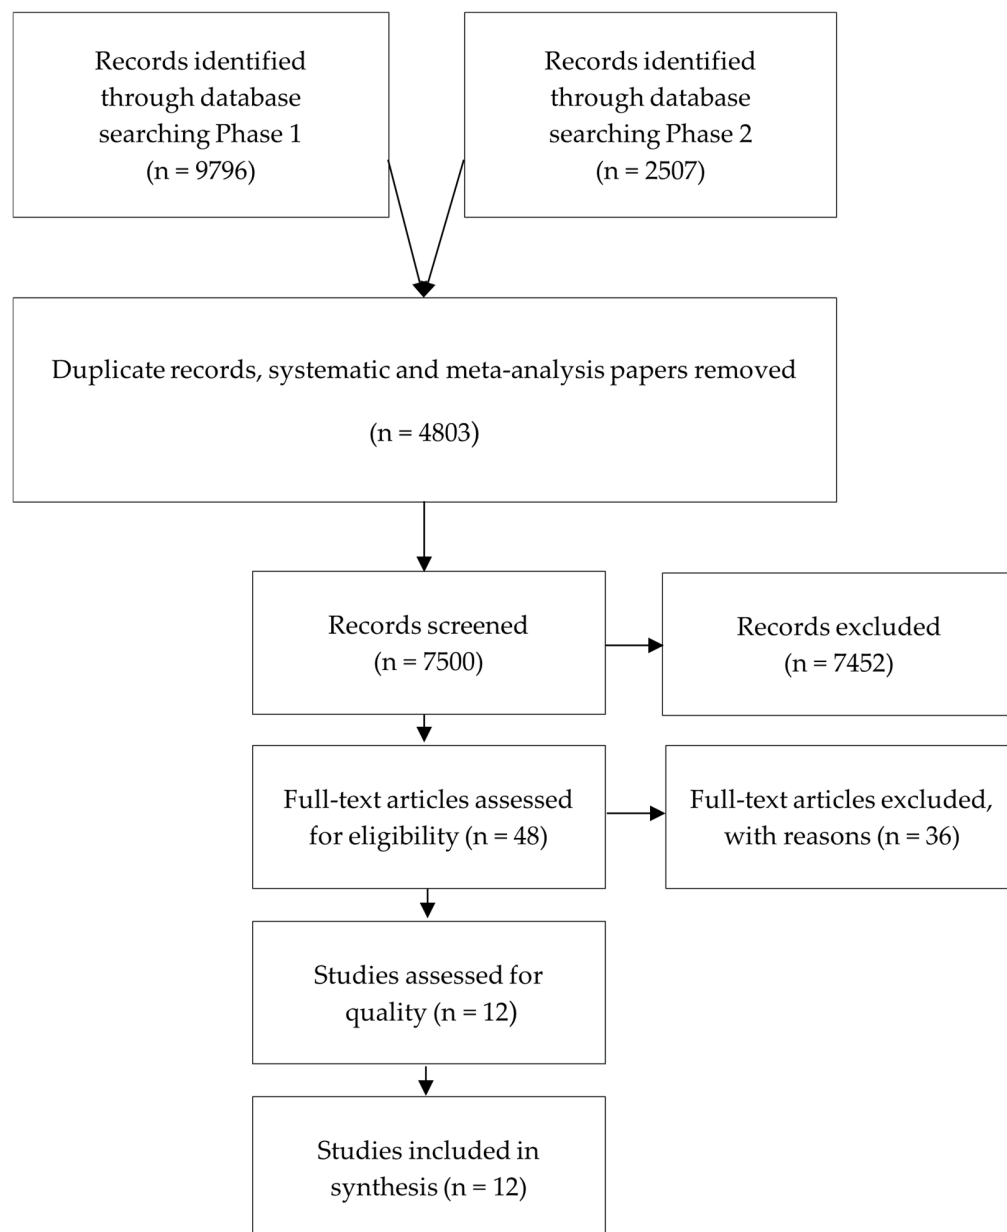 Records identified
through database
searching Phase 1
(n = 9796)
Records identified
through database
searching Phase 2
(n = 2507)
Duplicate records, systematic and meta-analysis papers removed
(n = 4803)
Records screened
(n = 7500)
Records excluded
(n = 7452)
Full-text articles assessed
for eligibility (n = 48)
Full-text articles excluded,
with reasons (n = 36)
Studies assessed for
quality (n = 12)
Studies included in
synthesis (n = 12)